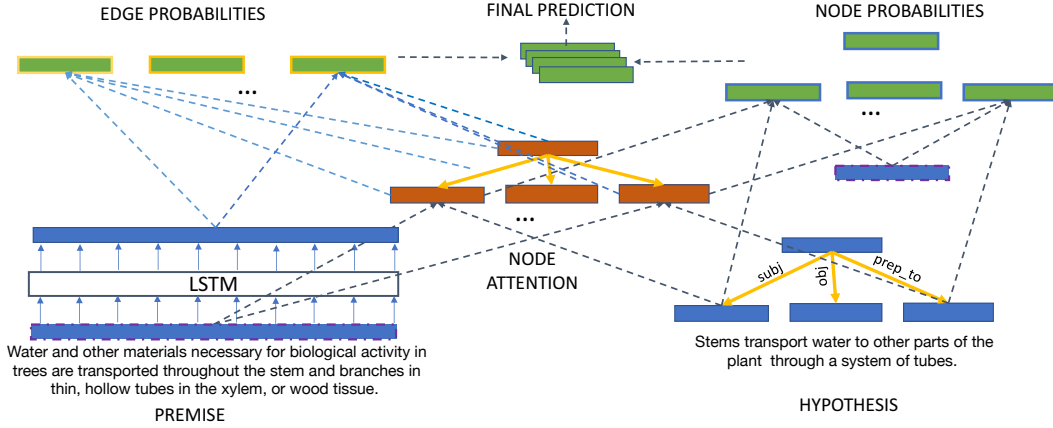 EDGE PROBABILITIES
FINAL PREDICTION
NODE PROBABILITIES
...
...
...
NODE
ATTENTION
LSTM
subj
obj
prep_to
Water and other materials necessary for biological activity in
trees are transported throughout the stem and branches in
thin, hollow tubes in the xylem, or wood tissue.
PREMISE
Stems transport water to other parts of the
plant through a system of tubes.
HYPOTHESIS